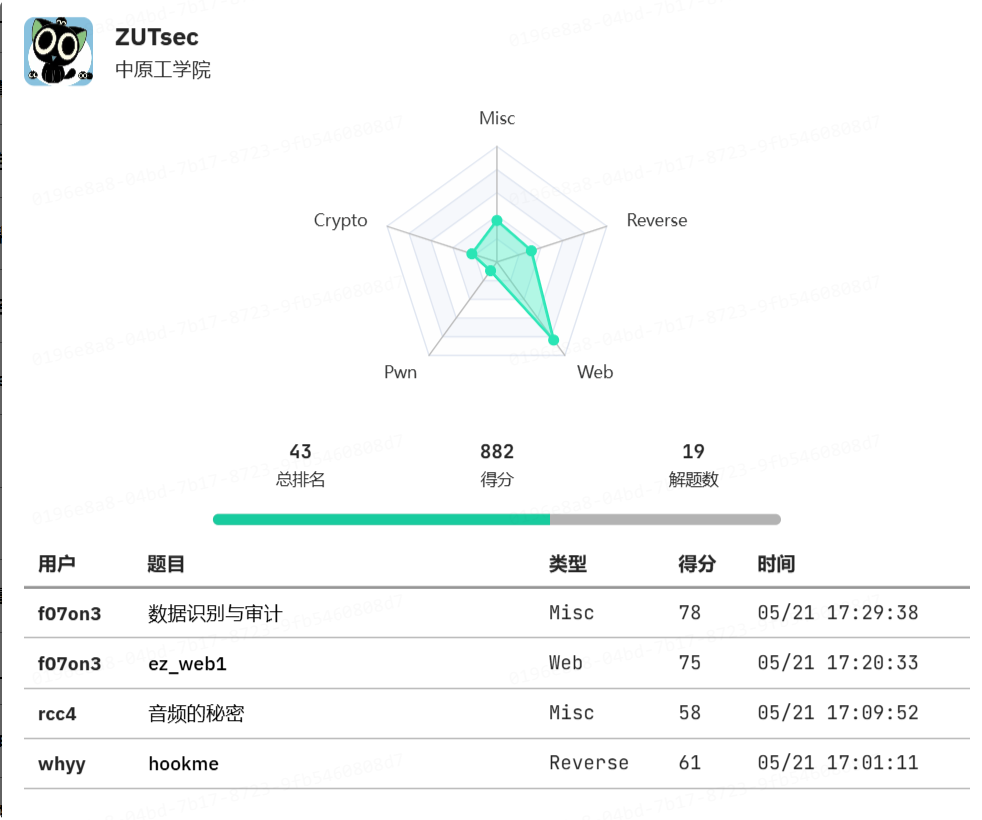 ZUTsec
中原工学院
Misc
Crypto
Reverse
Pwn
Web
43 882 19
总排名 得分 解题数
用户 题目 类型 得分 时间
f07on3 数据识别与审计 Misc 78 05/21 17:29:38
f07on3 ez_web1 Web 75 05/21 17:20:33
rcc4 音频的秘密 Misc 58 05/21 17:09:52
whyy hookme Reverse 61 05/21 17:01:11